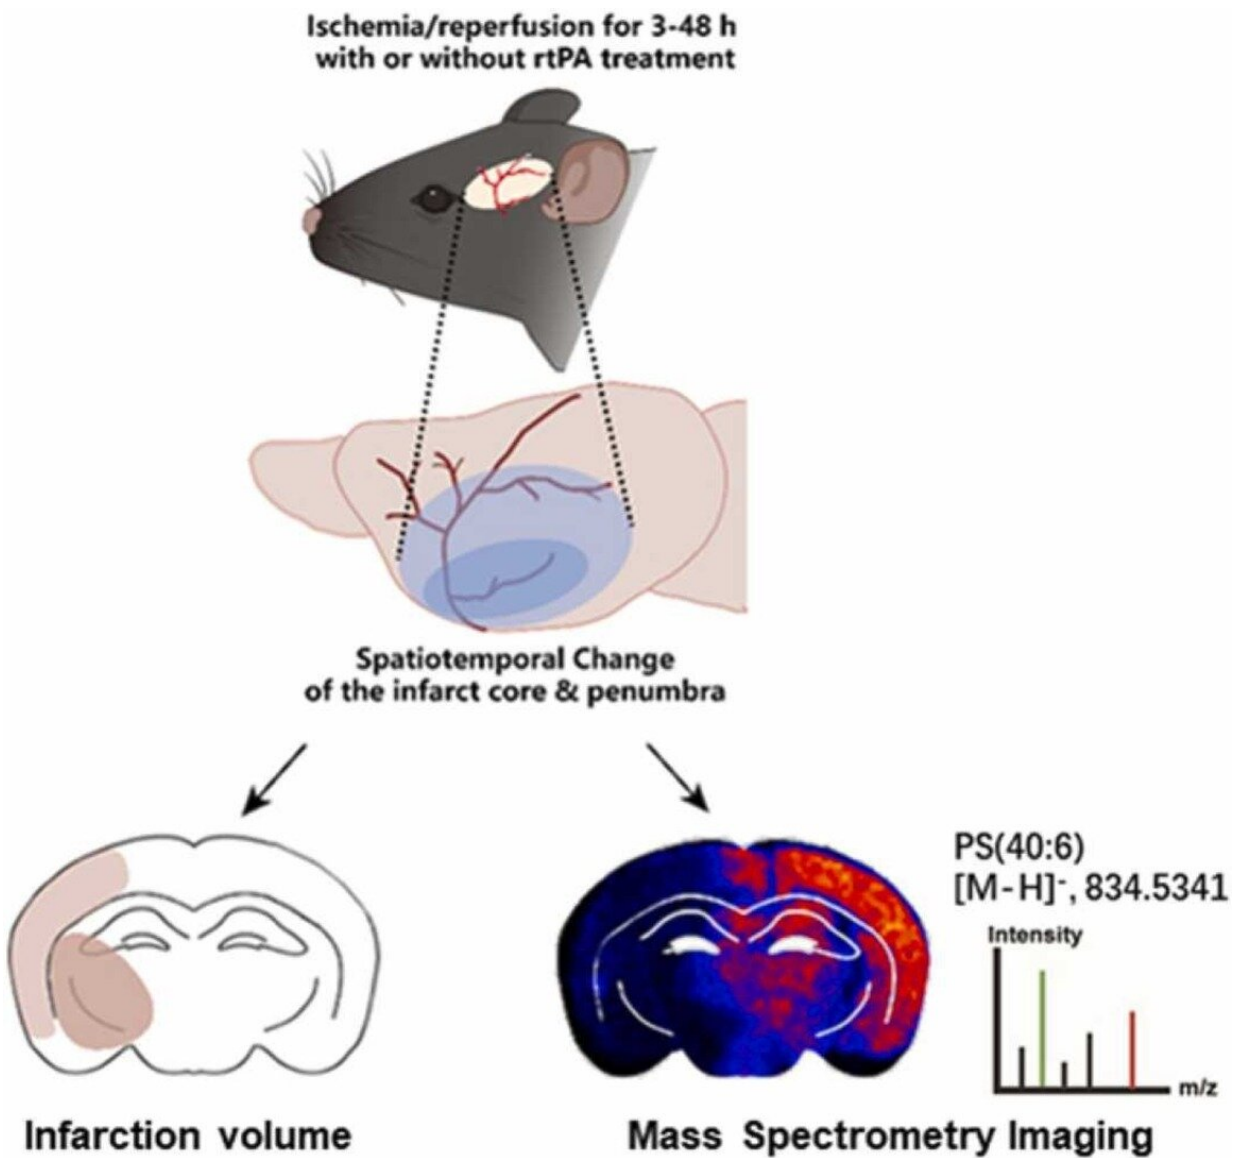 Ischemia/reperfusion for 3-48 h
with or without rtPA treatment
Spatiotemporal Change
of the infarct core & penumbra
PS(40:6)
[M-H]⁻, 834.5341
Intensity
m/z
Infarction volume
Mass Spectrometry Imaging